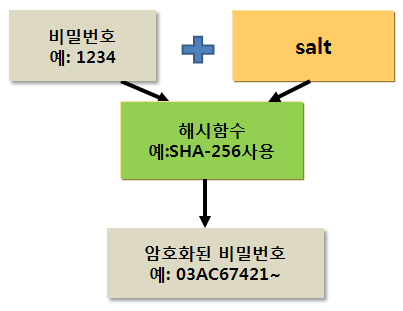 비밀번호
예: 1234
salt
해시함수
예:SHA-256사용
암호화된 비밀번호
예: 03AC67421~